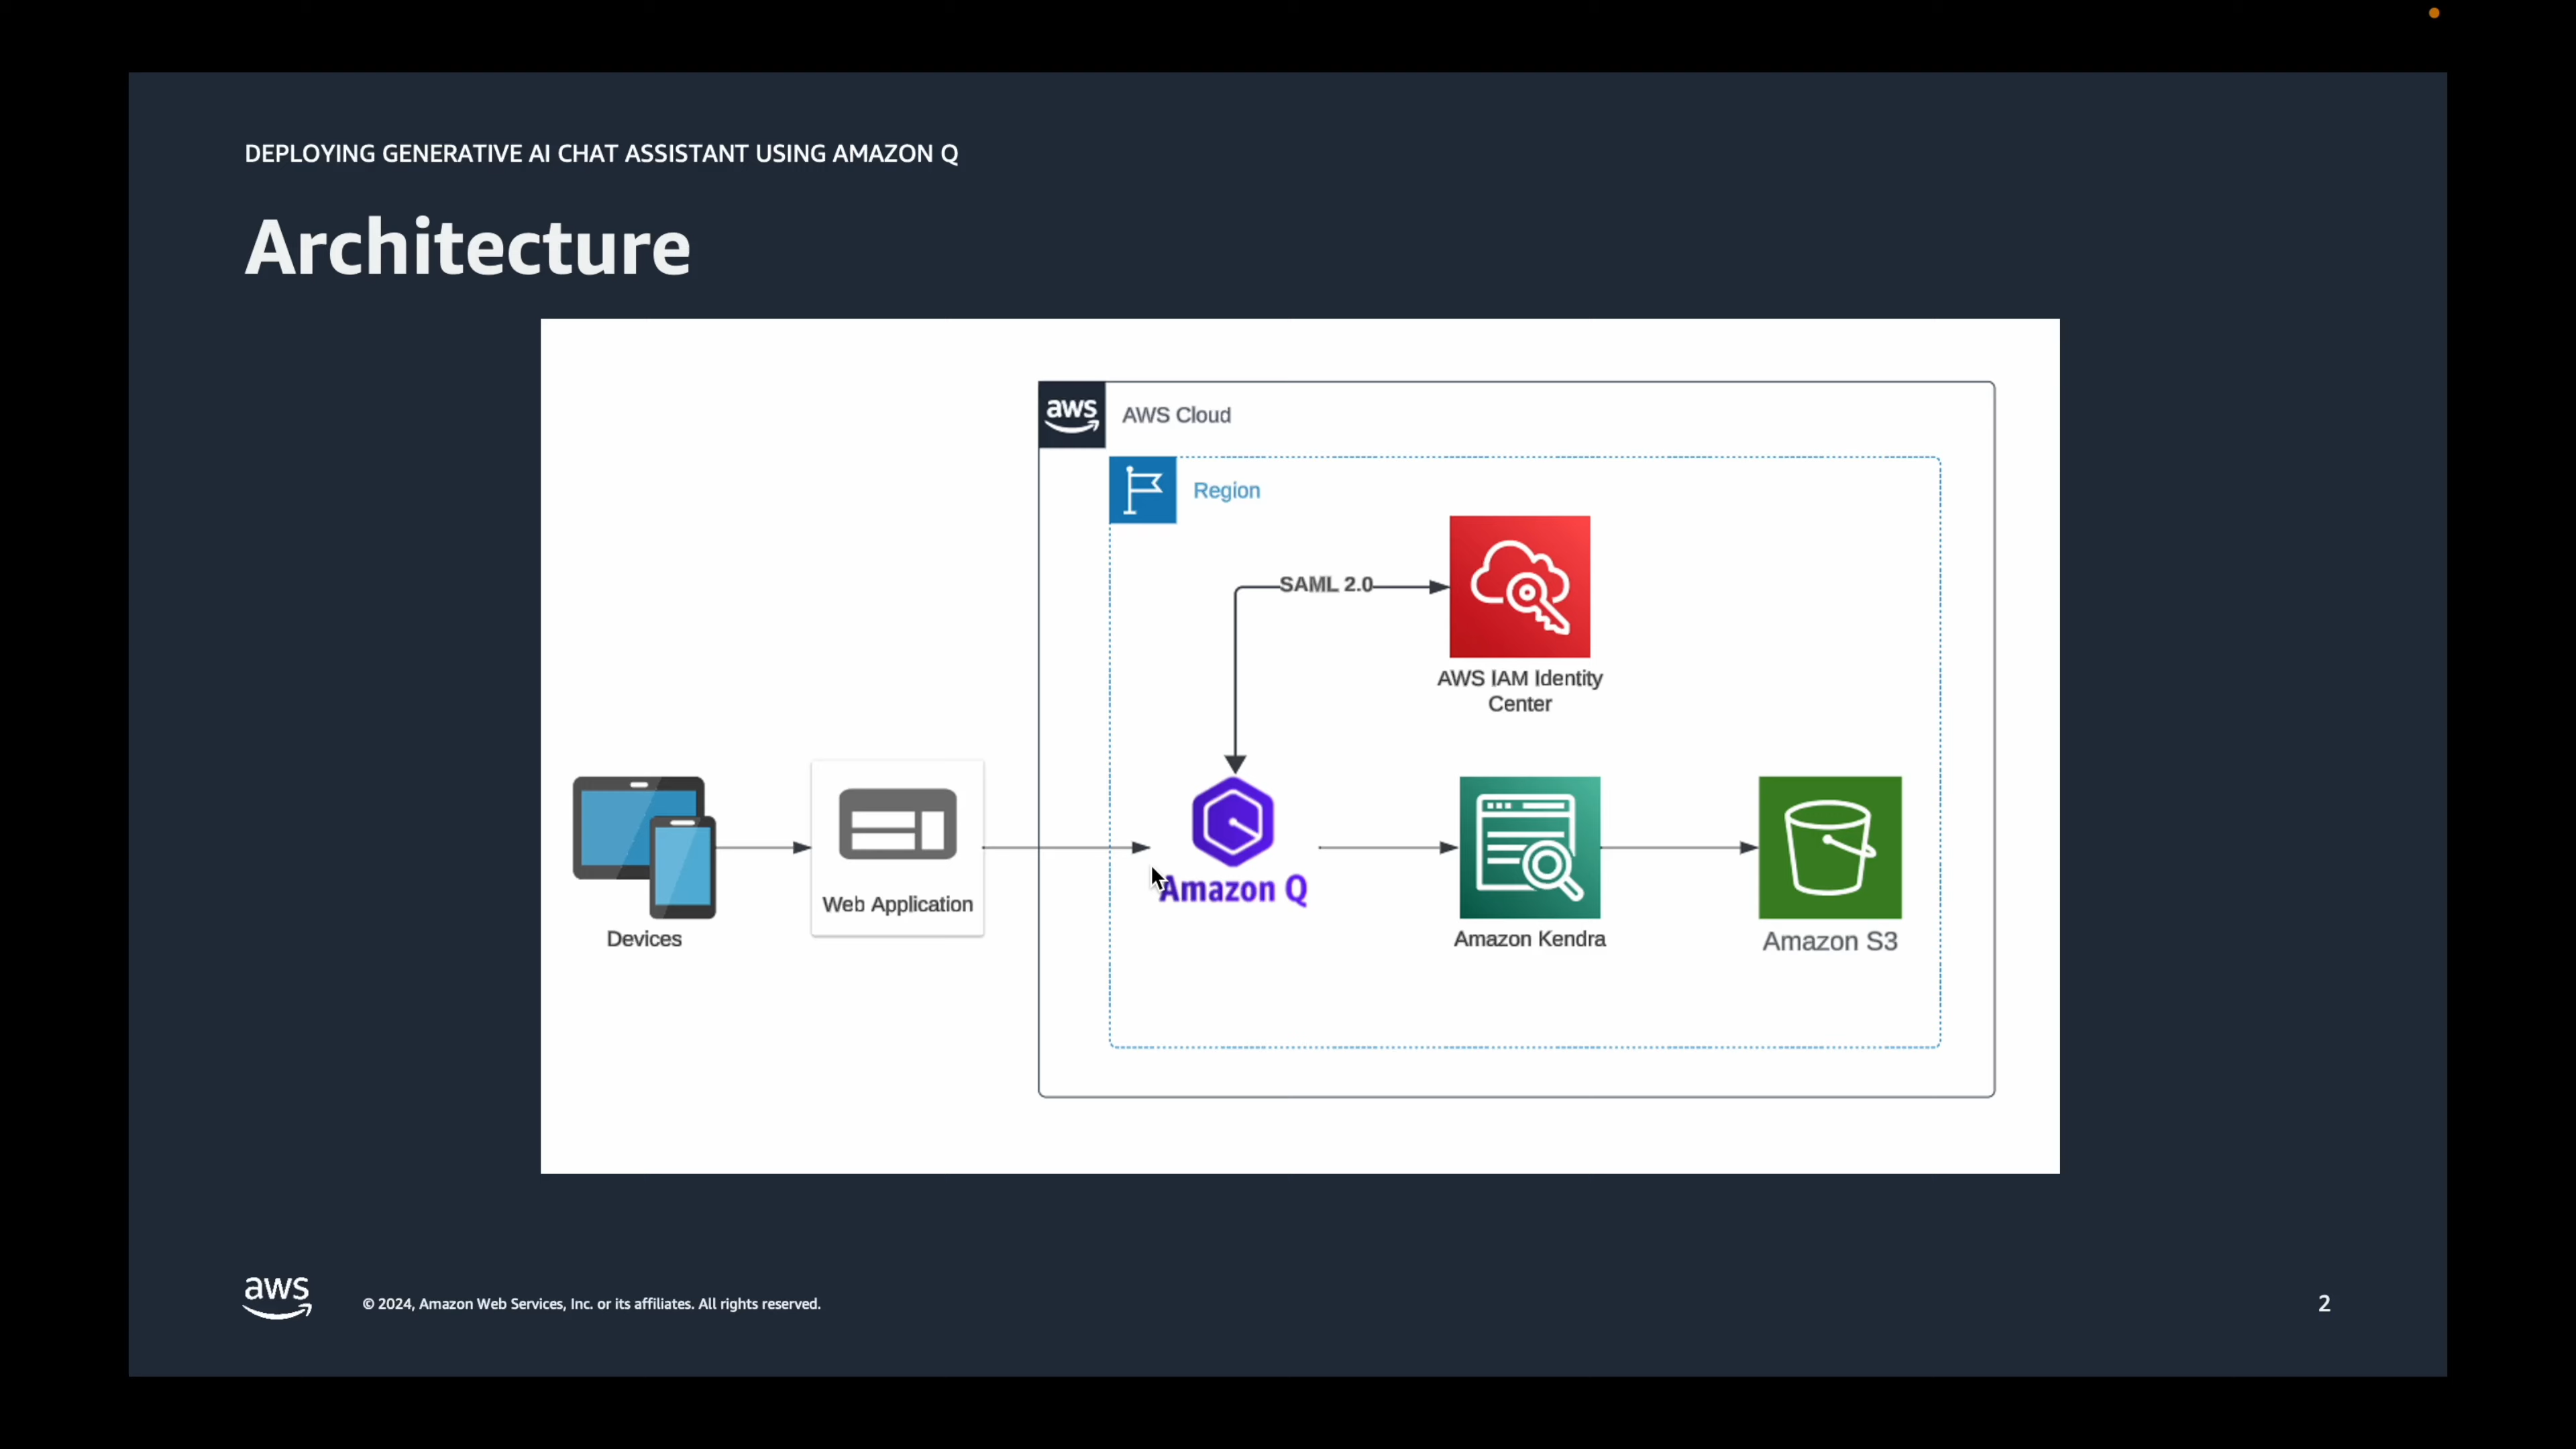 DEPLOYING GENERATIVE AI CHAT ASSISTANT USING AMAZON Q
Architecture
aws
AWS Cloud
Region
SAML 2.0
AWS IAM Identity
Center
Devices
Web Application
Amazon Q
Amazon Kendra
Amazon S3
aws
© 2024, Amazon Web Services, Inc. or its affiliates. All rights reserved.
2